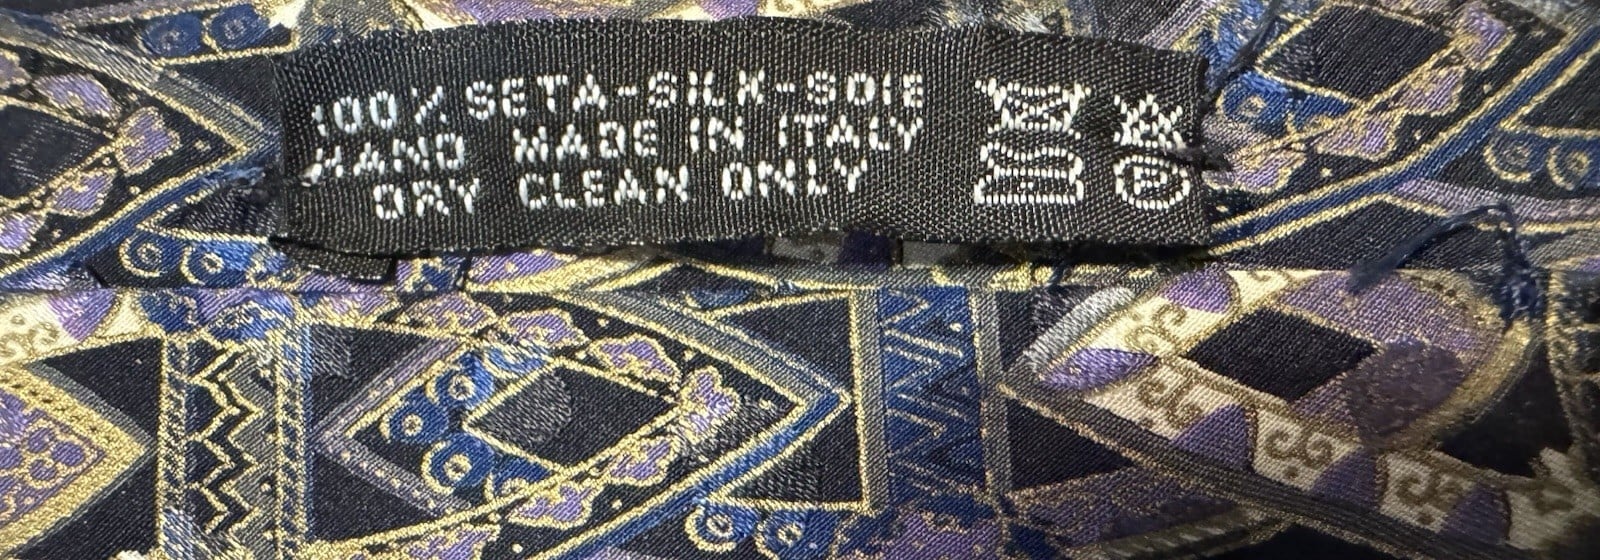 100% SETA-SILK-SOIE
HAND MADE IN ITALY
DRY CLEAN ONLY
P